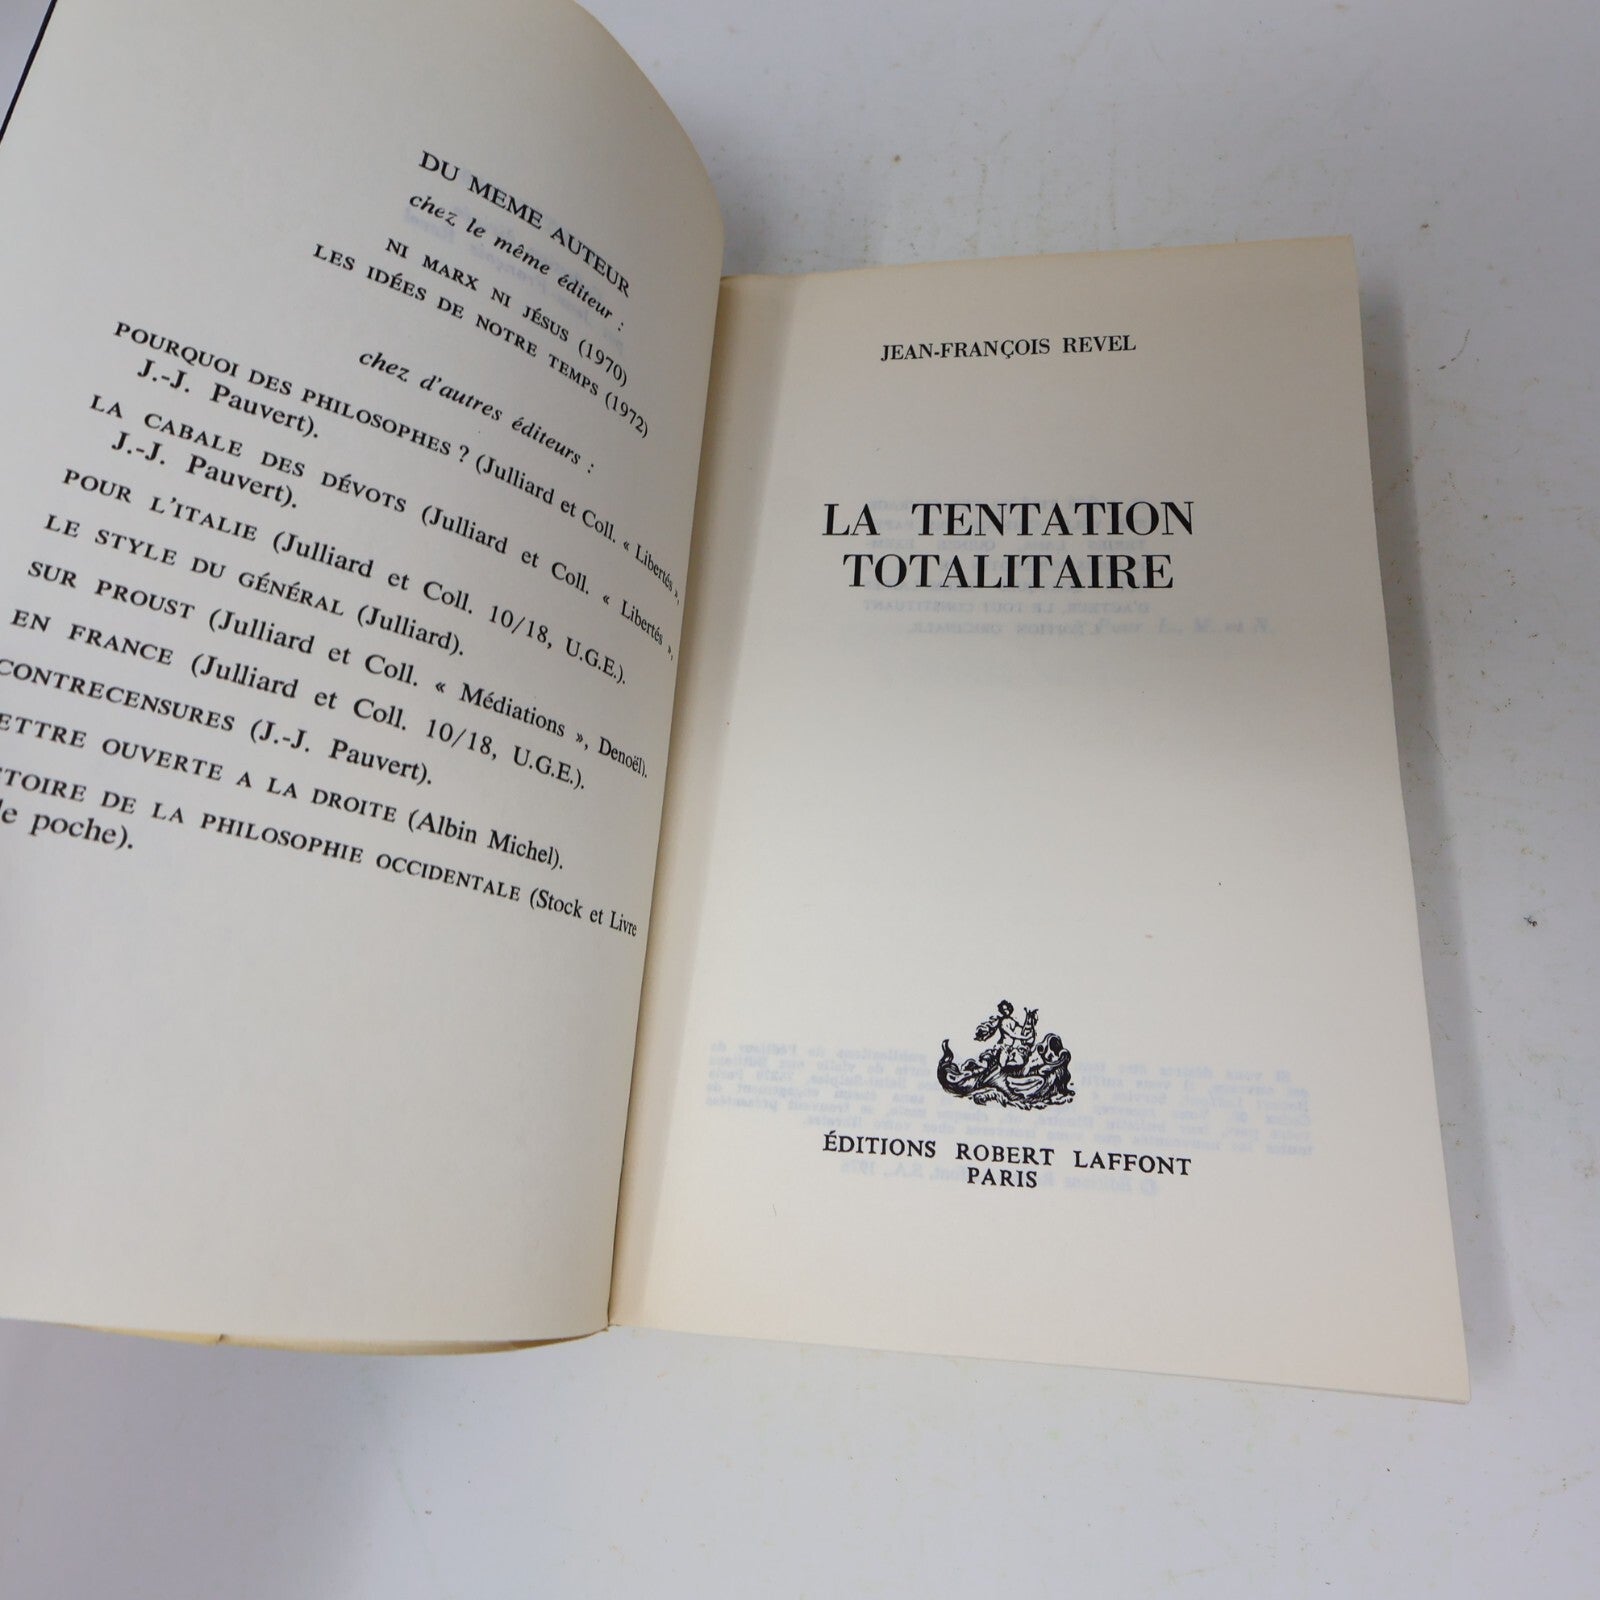 DU MEME AUTEUR
chez le même éditeur :
NI MARX NI JÉSUS (1970)
LES IDÉES DE NOTRE TEMPS (1972)
chez d'autres éditeurs :
POURQUOI DES PHILOSOPHES ? (Julliard et Coll. « Libertés »,
J.-J. Pauvert).
LA CABALE DES DÉVOTS (Julliard et Coll. « Libertés »,
J.-J. Pauvert).
POUR L'ITALIE (Julliard et Coll. 10/18, U.G.E.).
LE STYLE DU GÉNÉRAL (Julliard).
SUR PROUST (Julliard et Coll. « Médiations », Denoël).
EN FRANCE (Julliard et Coll. 10/18, U.G.E.).
CONTRECENSURES (J.-J. Pauvert).
ETTRE OUVERTE A LA DROITE (Albin Michel).
TOIRE DE LA PHILOSOPHIE OCCIDENTALE (Stock et Livre
de poche).
JEAN-FRANÇOIS REVEL
LA TENTATION
TOTALITAIRE
ÉDITIONS ROBERT LAFFONT
PARIS